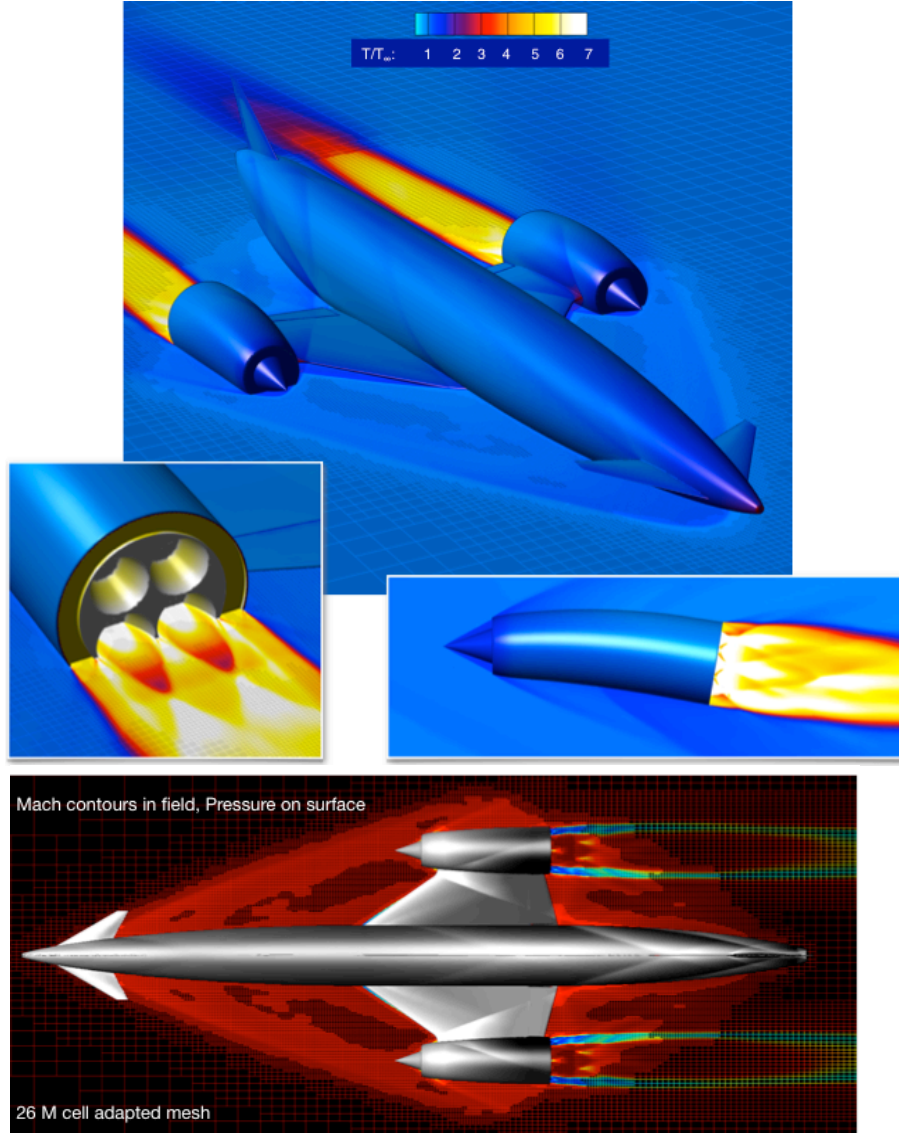 T/T∞: 1 2 3 4 5 6 7
Mach contours in field, Pressure on surface
26 M cell adapted mesh